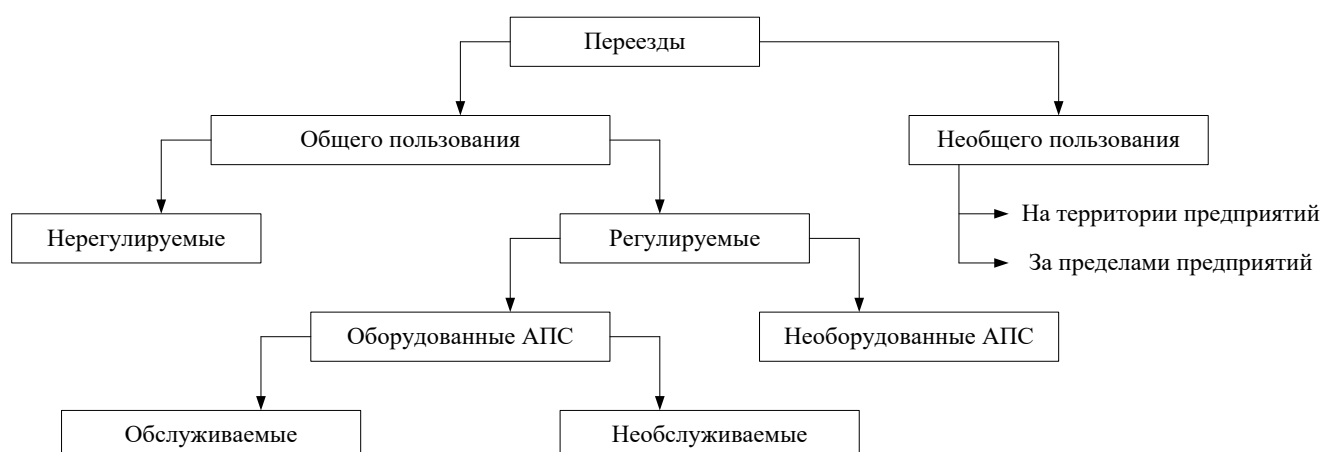 Переезды
Общего пользования
Необщего пользования
Нерегулируемые
Регулируемые
На территории предприятий
За пределами предприятий
Оборудованные АПС
Необорудованные АПС
Обслуживаемые
Необслуживаемые